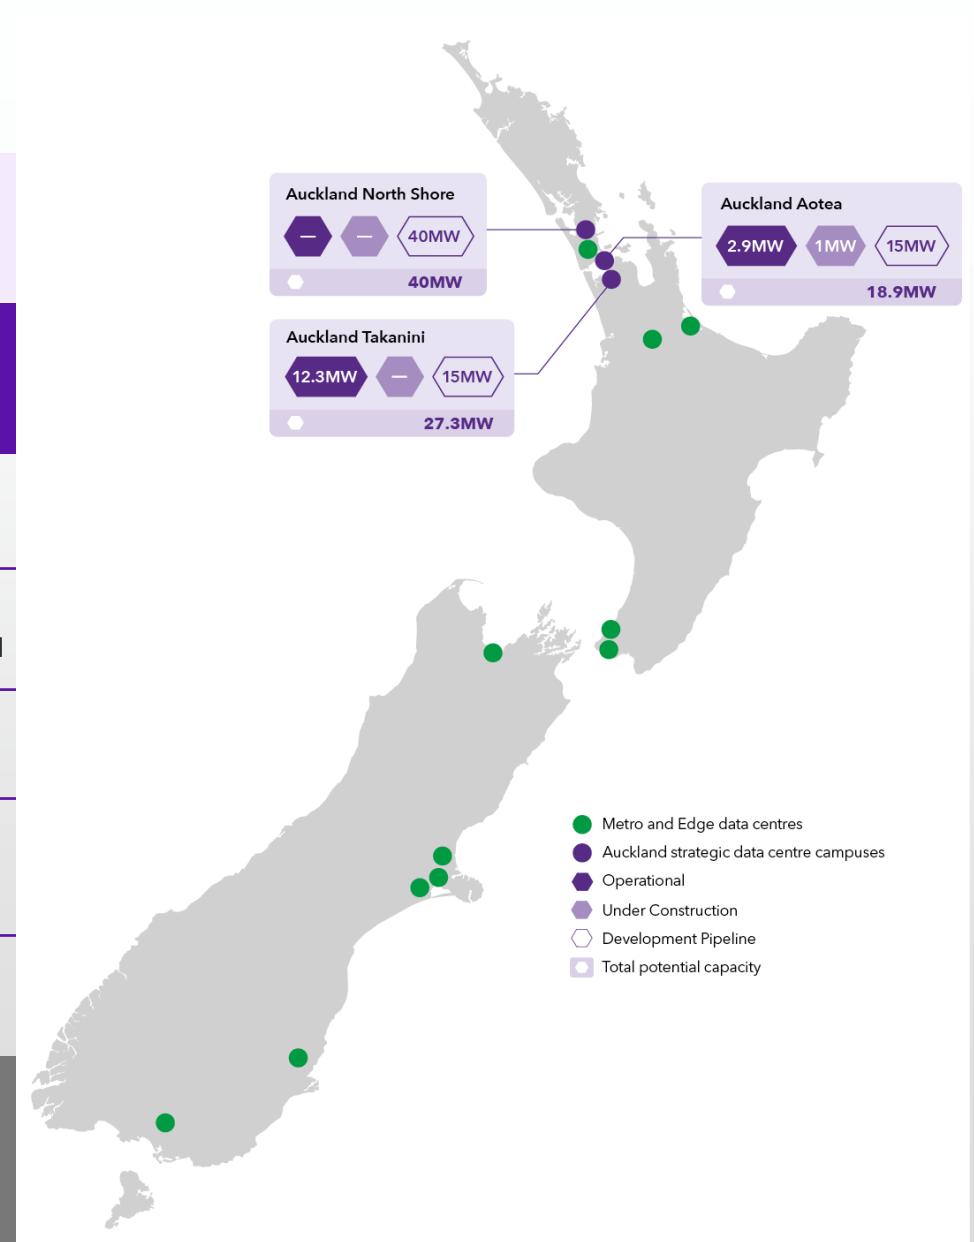 Auckland North Shore
— — 40MW
40MW
Auckland Aotea
2.9MW 1MW 15MW
18.9MW
Auckland Takanini
12.3MW — 15MW
27.3MW
Metro and Edge data centres
Auckland strategic data centre campuses
Operational
Under Construction
Development Pipeline
Total potential capacity